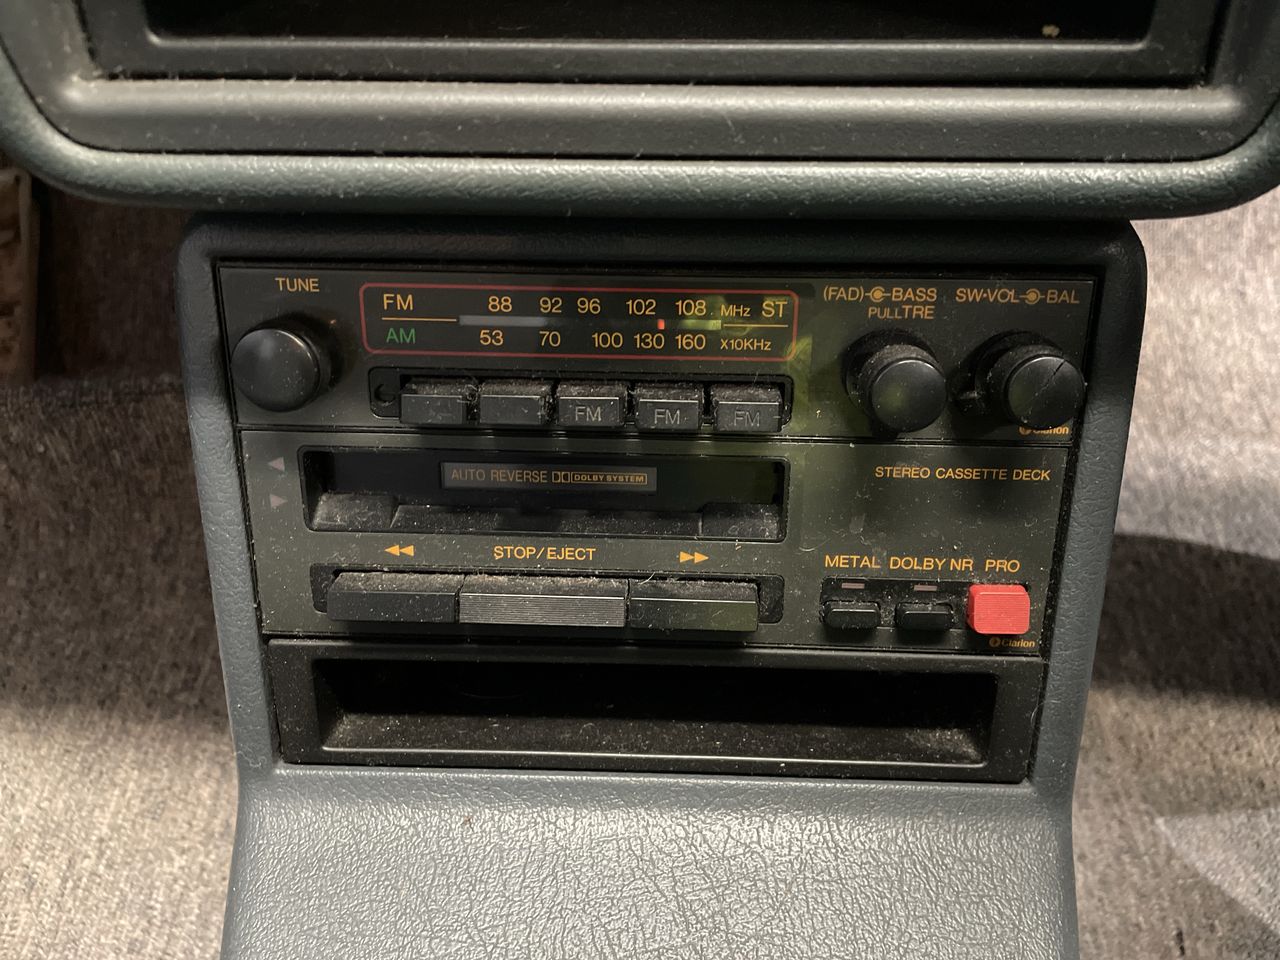 TUNE
FM 88 92 96 102 108 MHz ST
AM 53 70 100 130 160 X10KHz
(FAD) BASS
PULL TRE
SW•VOL BAL
FM FM FM
Clarion
AUTO REVERSE DOLBY SYSTEM
STEREO CASSETTE DECK
STOP/EJECT
METAL DOLBY NR PRO
Clarion